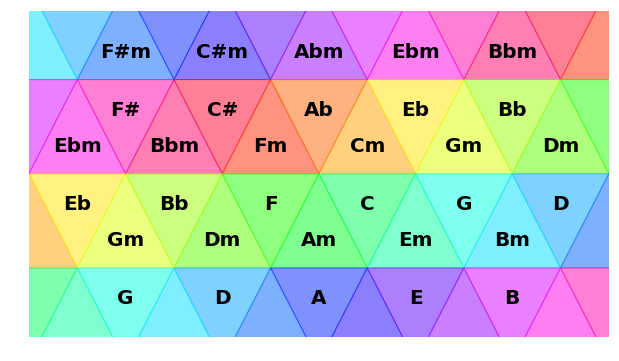 F#m C#m Abm Ebm Bbm
F# C# Ab Eb Bb
Ebm Bbm Fm Cm Gm Dm
Eb Bb F C G D
Gm Dm Am Em Bm
G D A E B